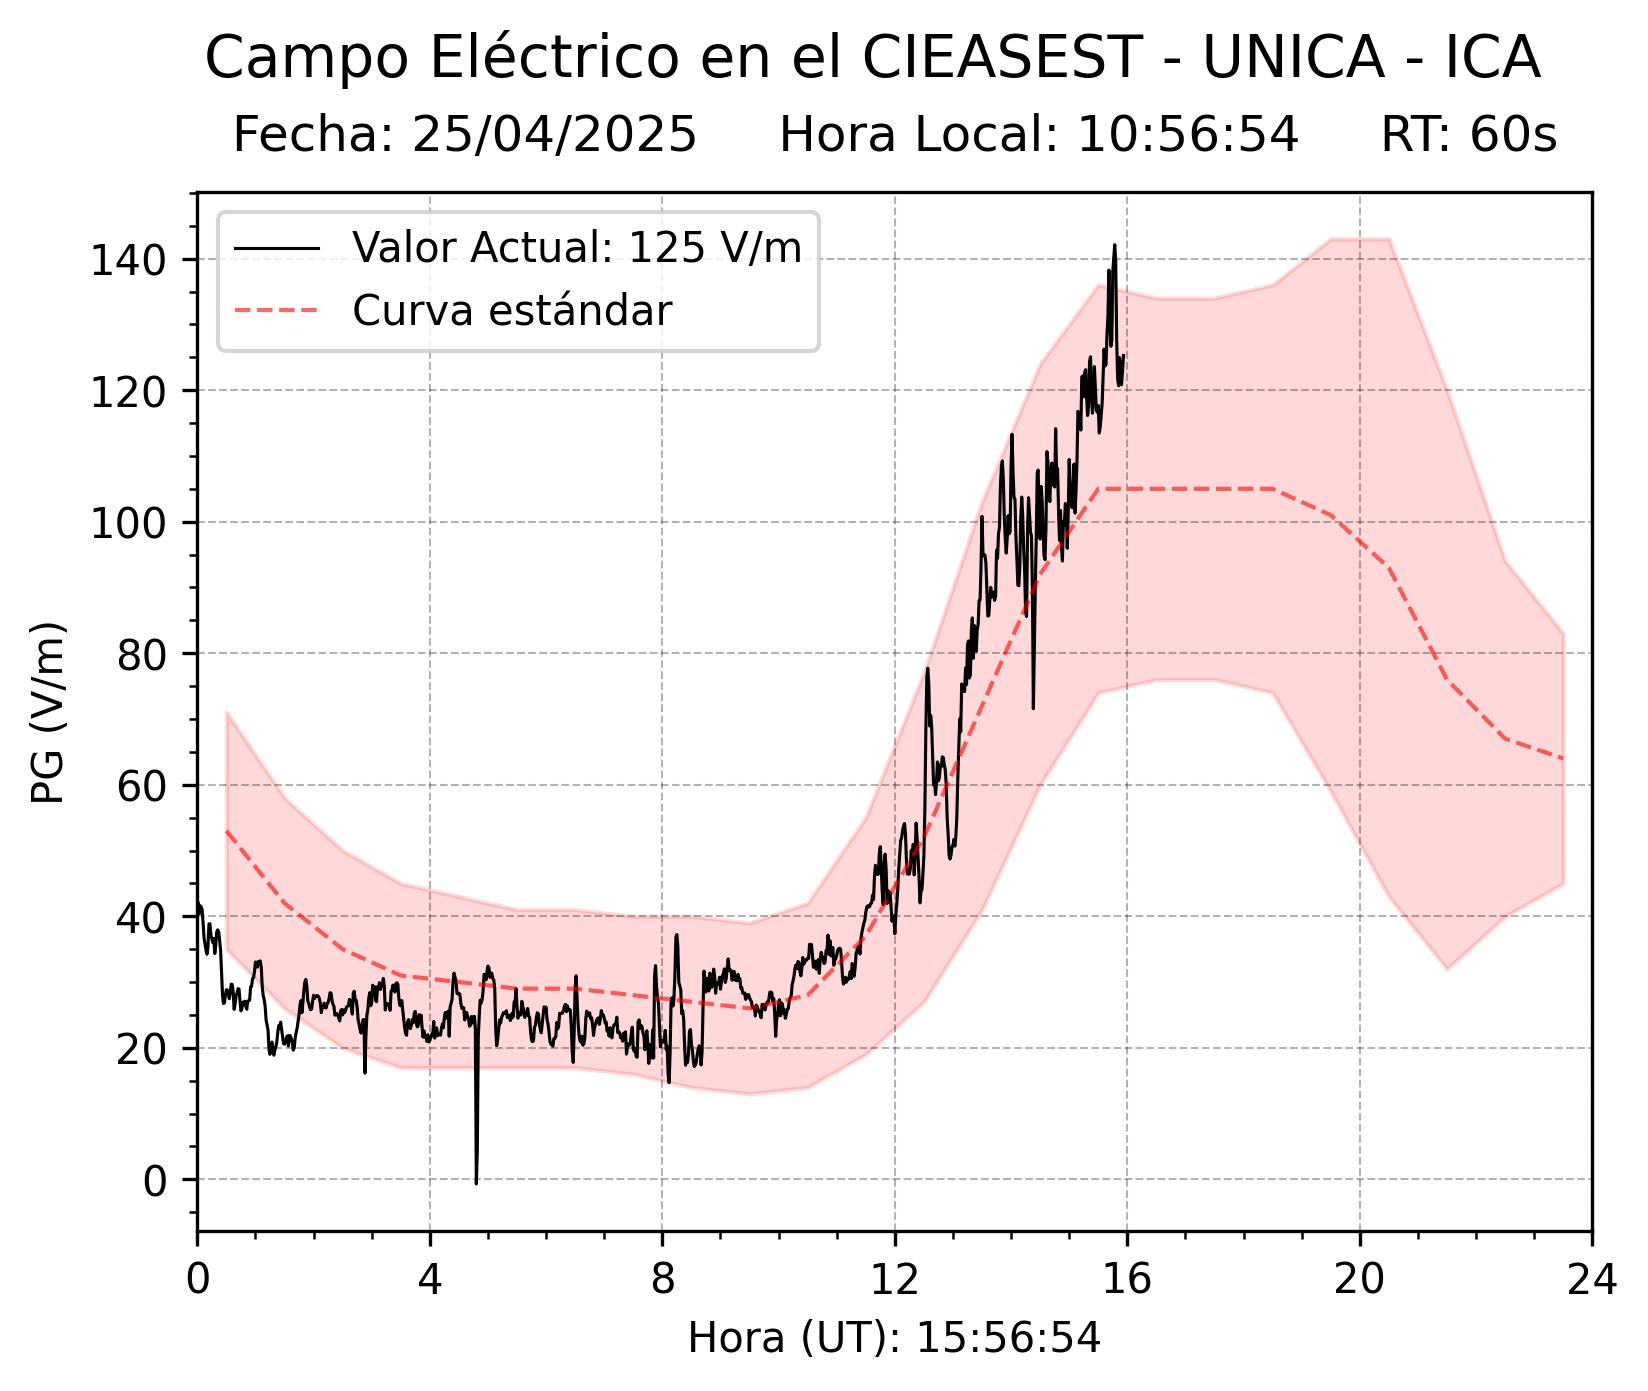 Campo Eléctrico en el CIEASEST - UNICA - ICA
Fecha: 25/04/2025 Hora Local: 10:56:54 RT: 60s
Valor Actual: 125 V/m
Curva estándar
PG (V/m)
140
120
100
80
60
40
20
0
0 4 8 12 16 20 24
Hora (UT): 15:56:54